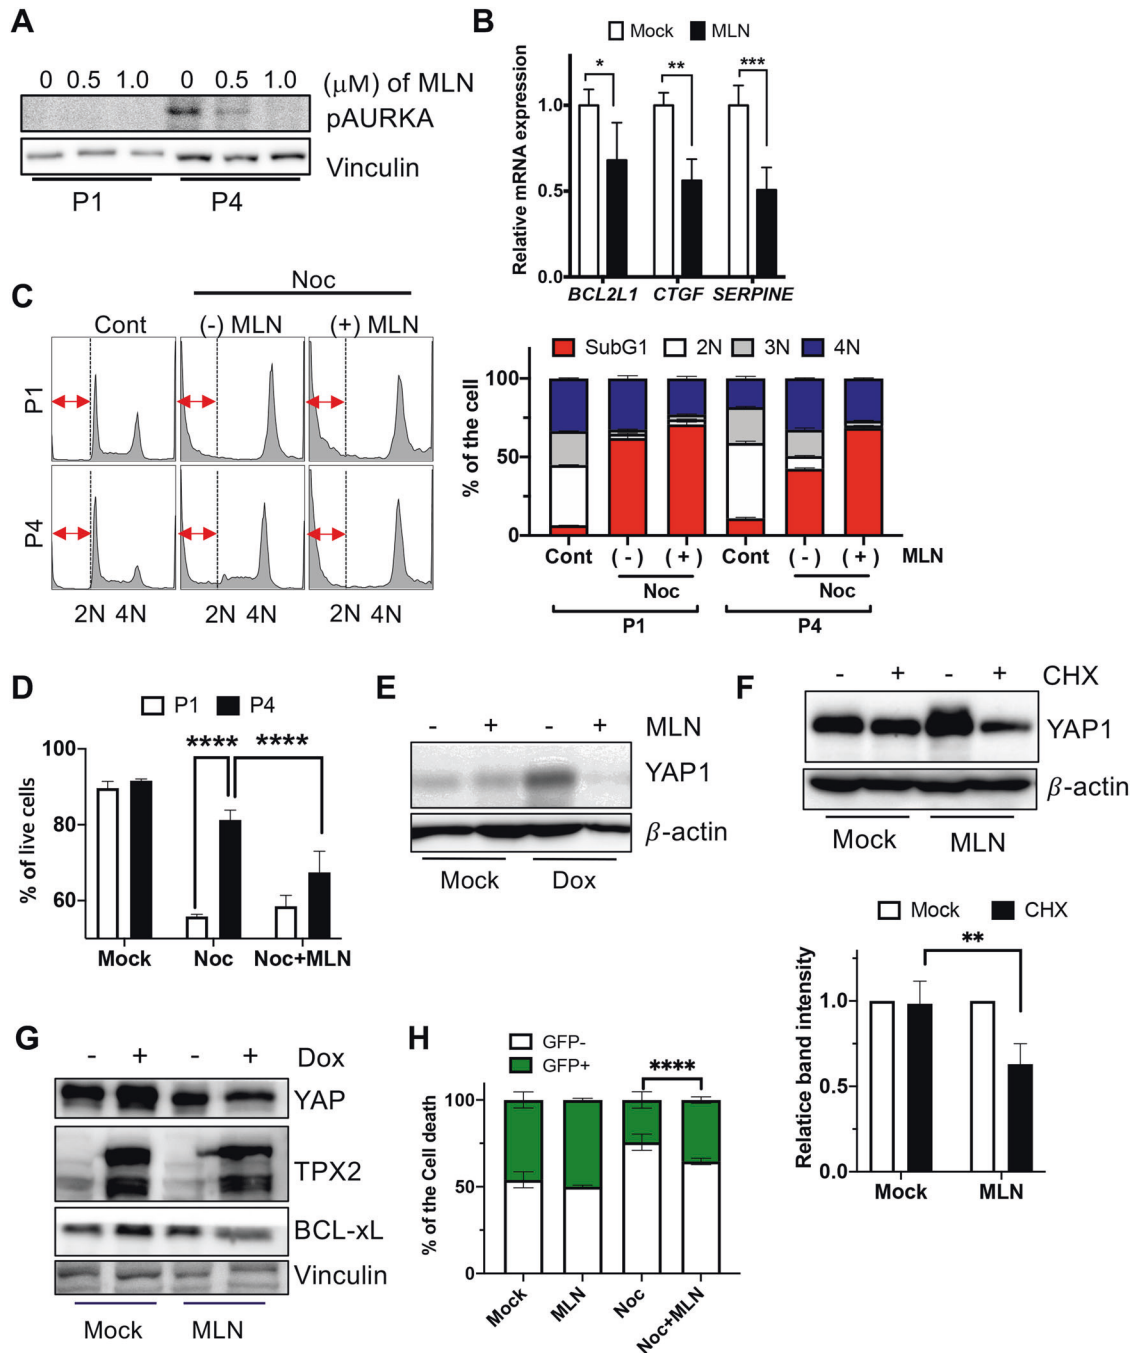 A
0 0.5 1.0 0 0.5 1.0 (μM) of MLN
pAURKA
Vinculin
P1 P4
B
Mock MLN
Relative mRNA expression
1.0
0.5
0.0
* ** ***
BCL2L1 CTGF SERPINE
C
Noc
Cont (-) MLN (+) MLN
P1
P4
2N 4N 2N 4N 2N 4N
SubG1 2N 3N 4N
% of the cell
100
50
0
Cont (-) (+) Cont (-) (+) MLN
Noc Noc
P1 P4
D
P1 P4
% of live cells
100
80
60
**** ****
Mock Noc Noc+MLN
E
- + - + MLN
YAP1
β-actin
Mock Dox
F
- + - + CHX
YAP1
β-actin
Mock MLN
Mock CHX
Relatice band intensity
**
1.0
0.5
0.0
Mock MLN
G
- + - + Dox
YAP
TPX2
BCL-xL
Vinculin
Mock MLN
H
GFP-
GFP+
% of the Cell death
****
100
50
0
Mock MLN Noc Noc+MLN